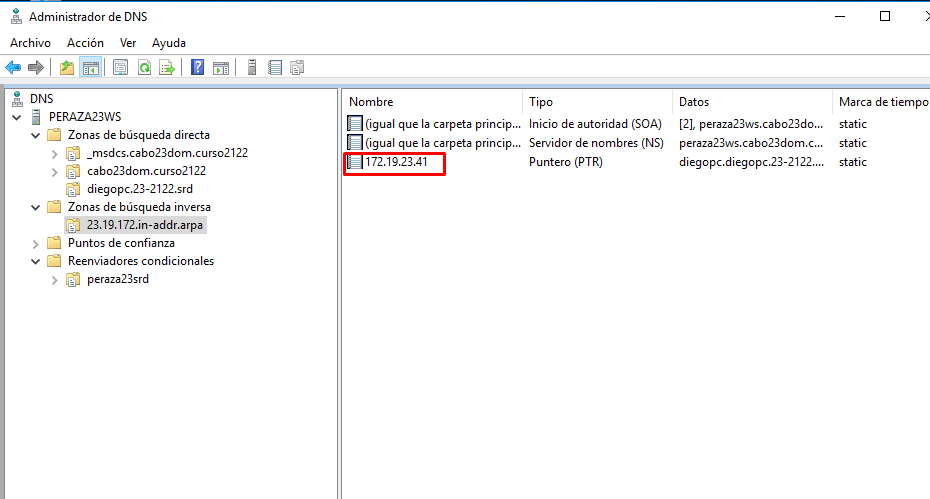 Administrador de DNS
Archivo Acción Ver Ayuda
DNS
PERAZA23WS
Zonas de búsqueda directa
_msdcs.cabo23dom.curso2122
cabo23dom.curso2122
diegopc.23-2122.srd
Zonas de búsqueda inversa
23.19.172.in-addr.arpa
Puntos de confianza
Reenviadores condicionales
peraza23srd
Nombre Tipo Datos Marca de tiempo
(igual que la carpeta princip... Inicio de autoridad (SOA) [2], peraza23ws.cabo23do... static
(igual que la carpeta princip... Servidor de nombres (NS) peraza23ws.cabo23dom.c... static
172.19.23.41 Puntero (PTR) diegopc.diegopc.23-2122.... static